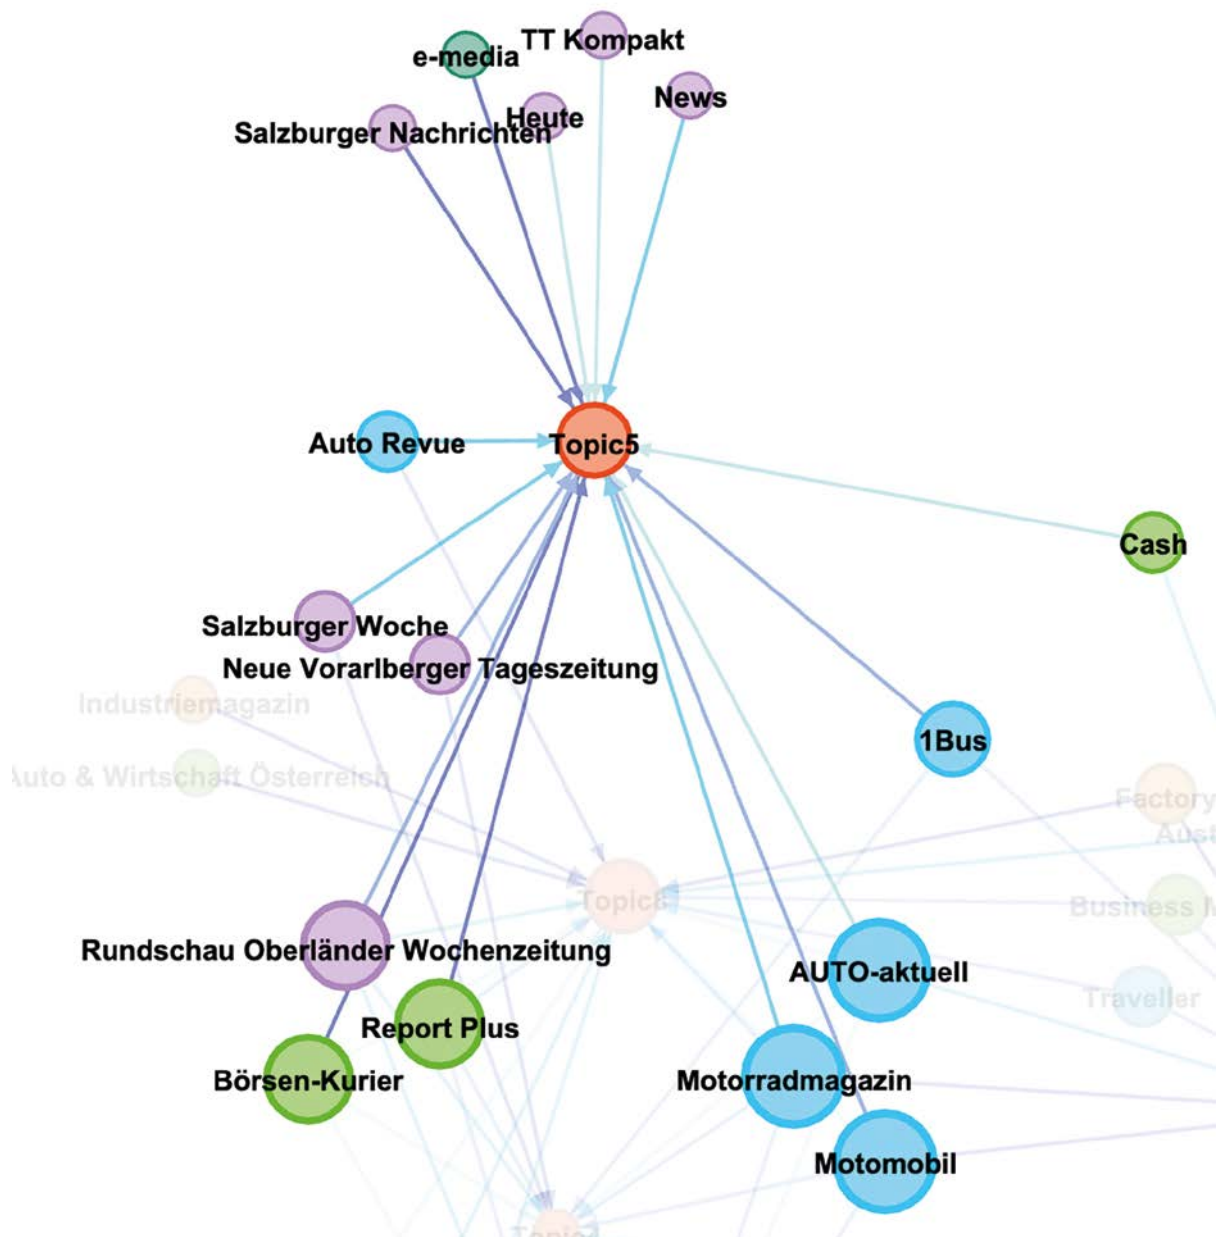 TT Kompakt
e-media
News
Heute
Salzburger Nachrichten
Auto Revue
Topic5
Cash
Salzburger Woche
Neue Vorarlberger Tageszeitung
Industriemagazin
1Bus
Auto & Wirtschaft Österreich
Factory
Topic6
Business
Rundschau Oberländer Wochenzeitung
AUTO-aktuell
Traveller
Report Plus
Börsen-Kurier
Motorradmagazin
Motomobil